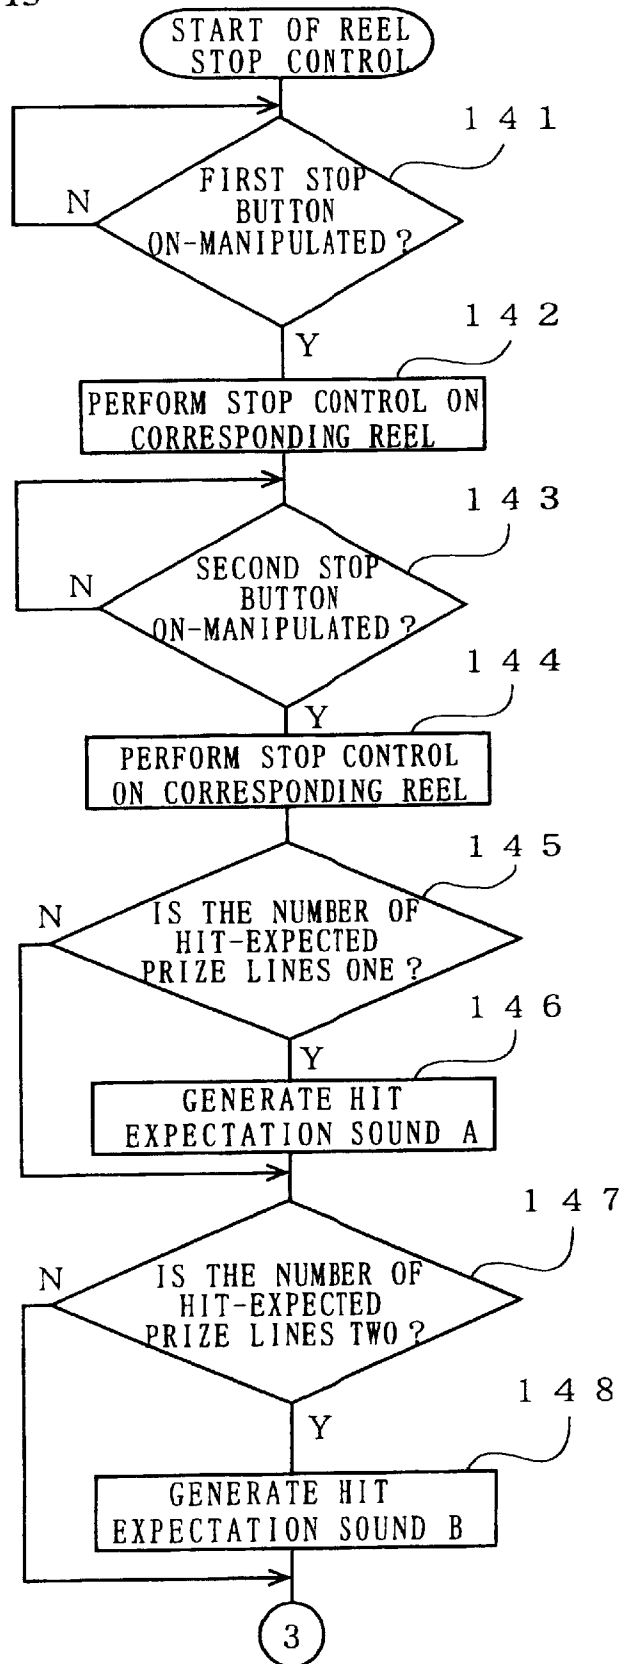 START OF REEL
STOP CONTROL
141
FIRST STOP
BUTTON
ON-MANIPULATED?
N
Y
142
PERFORM STOP CONTROL ON
CORRESPONDING REEL
143
SECOND STOP
BUTTON
ON-MANIPULATED?
N
Y
144
PERFORM STOP CONTROL
ON CORRESPONDING REEL
145
IS THE NUMBER OF
HIT-EXPECTED
PRIZE LINES ONE?
N
Y
146
GENERATE HIT
EXPECTATION SOUND A
147
IS THE NUMBER OF
HIT-EXPECTED
PRIZE LINES TWO?
N
Y
148
GENERATE HIT
EXPECTATION SOUND B
3